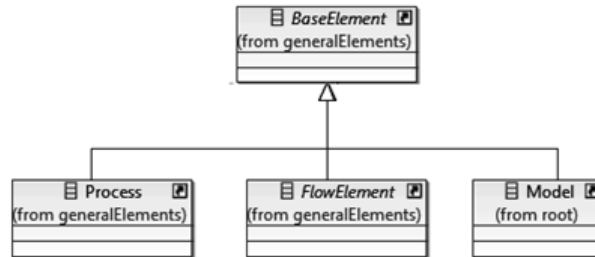 BaseElement
(from generalElements)
Process
(from generalElements)
FlowElement
(from generalElements)
Model
(from root)